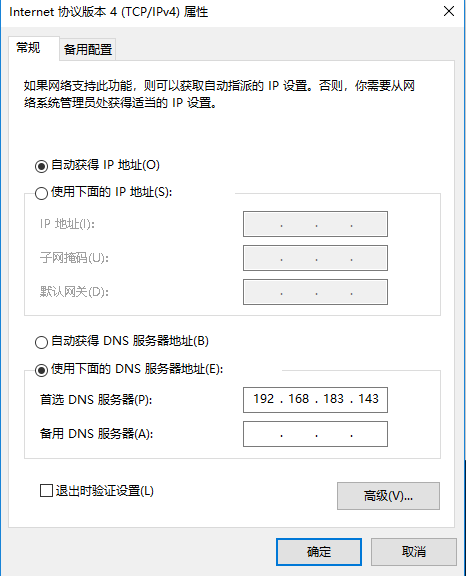 Internet 协议版本 4 (TCP/IPv4) 属性
常规
备用配置
如果网络支持此功能，则可以获取自动指派的 IP 设置。否则，你需要从网
络系统管理员处获得适当的 IP 设置。
自动获得 IP 地址(O)
使用下面的 IP 地址(S):
IP 地址(I):
子网掩码(U):
默认网关(D):
自动获得 DNS 服务器地址(B)
使用下面的 DNS 服务器地址(E):
首选 DNS 服务器(P): 192 . 168 . 183 . 143
备用 DNS 服务器(A):
退出时验证设置(L)
高级(V)...
确定
取消